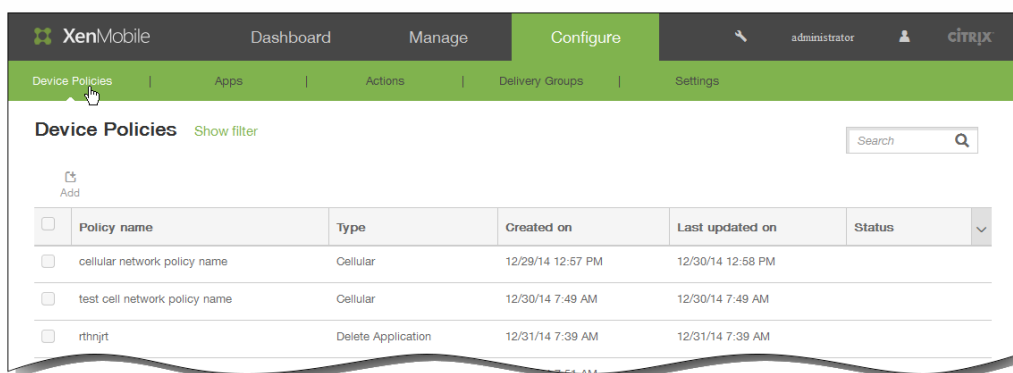 XenMobile Dashboard Manage Configure administrator CITRIX
Device Policies | Apps | Actions | Delivery Groups | Settings
Device Policies Show filter
Search
Add
Policy name Type Created on Last updated on Status
cellular network policy name Cellular 12/29/14 12:57 PM 12/30/14 12:58 PM
test cell network policy name Cellular 12/30/14 7:49 AM 12/30/14 7:49 AM
rthnjrt Delete Application 12/31/14 7:39 AM 12/31/14 7:39 AM